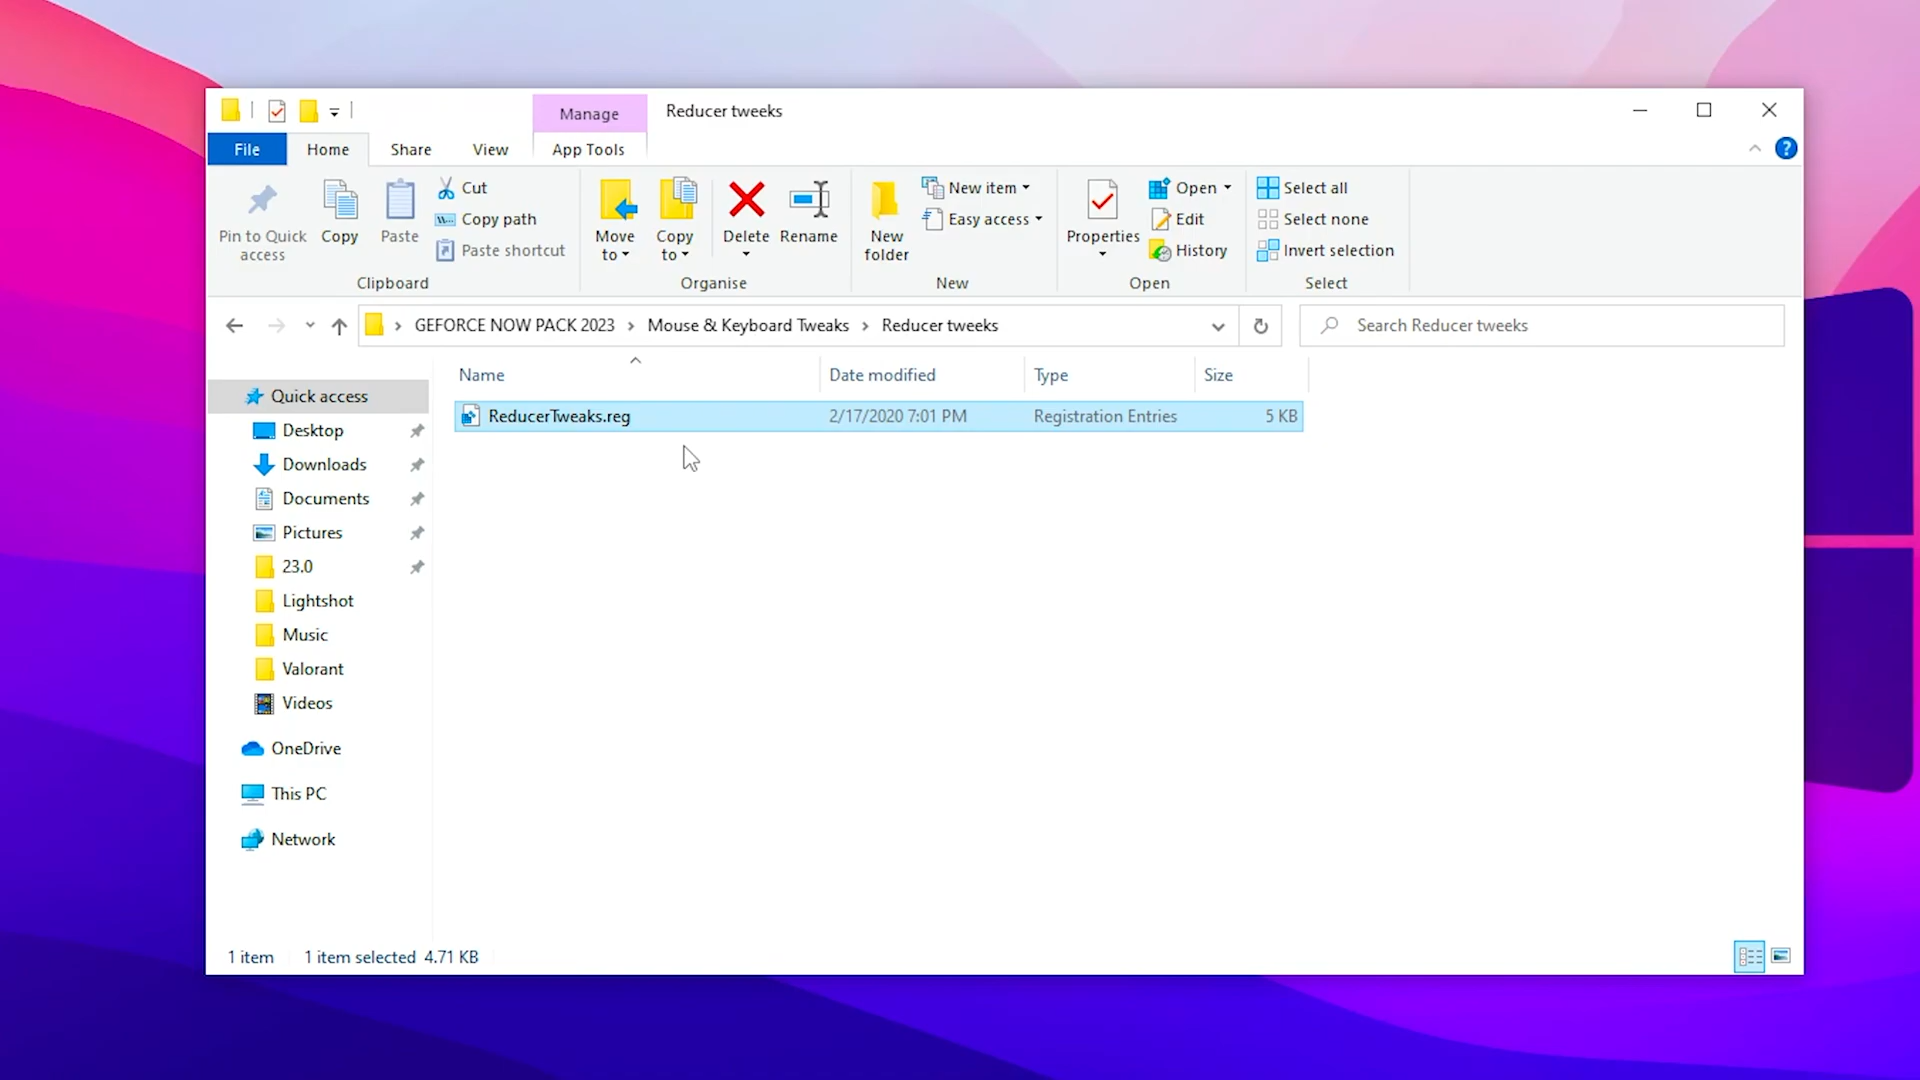 Manage
Reducer tweeks
File
Home
Share
View
App Tools
Pin to Quick
access
Copy
Paste
Cut
Copy path
Paste shortcut
Clipboard
Move
to
Copy
to
Delete
Rename
Organise
New
folder
New item
Easy access
New
Properties
Open
Edit
History
Open
Select all
Select none
Invert selection
Select
GEFORCE NOW PACK 2023
Mouse & Keyboard Tweaks
Reducer tweeks
Search Reducer tweeks
Name
Date modified
Type
Size
ReducerTweaks.reg
2/17/2020 7:01 PM
Registration Entries
5 KB
Quick access
Desktop
Downloads
Documents
Pictures
23.0
Lightshot
Music
Valorant
Videos
OneDrive
This PC
Network
1 item
1 item selected 4.71 KB